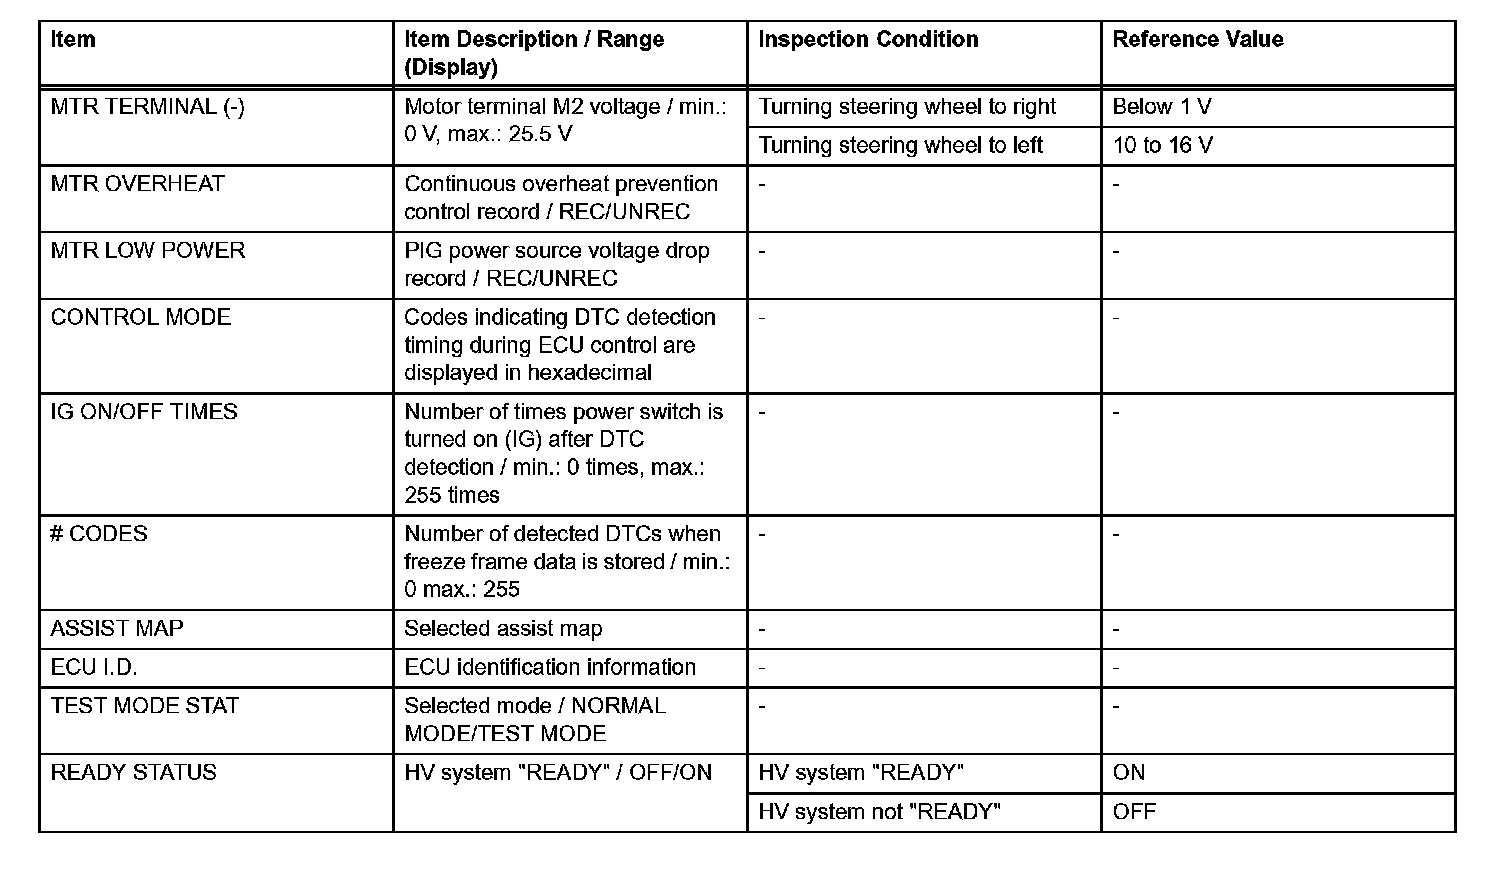 Item
Item Description / Range
(Display)
Inspection Condition
Reference Value
MTR TERMINAL (-)
Motor terminal M2 voltage / min.:
0 V, max.: 25.5 V
Turning steering wheel to right
Below 1 V
Turning steering wheel to left
10 to 16 V
MTR OVERHEAT
Continuous overheat prevention
control record / REC/UNREC
-
-
MTR LOW POWER
PIG power source voltage drop
record / REC/UNREC
-
-
CONTROL MODE
Codes indicating DTC detection
timing during ECU control are
displayed in hexadecimal
-
-
IG ON/OFF TIMES
Number of times power switch is
turned on (IG) after DTC
detection / min.: 0 times, max.:
255 times
-
-
# CODES
Number of detected DTCs when
freeze frame data is stored / min.:
0 max.: 255
-
-
ASSIST MAP
Selected assist map
-
-
ECU I.D.
ECU identification information
-
-
TEST MODE STAT
Selected mode / NORMAL
MODE/TEST MODE
-
-
READY STATUS
HV system "READY" / OFF/ON
HV system "READY"
ON
HV system not "READY"
OFF